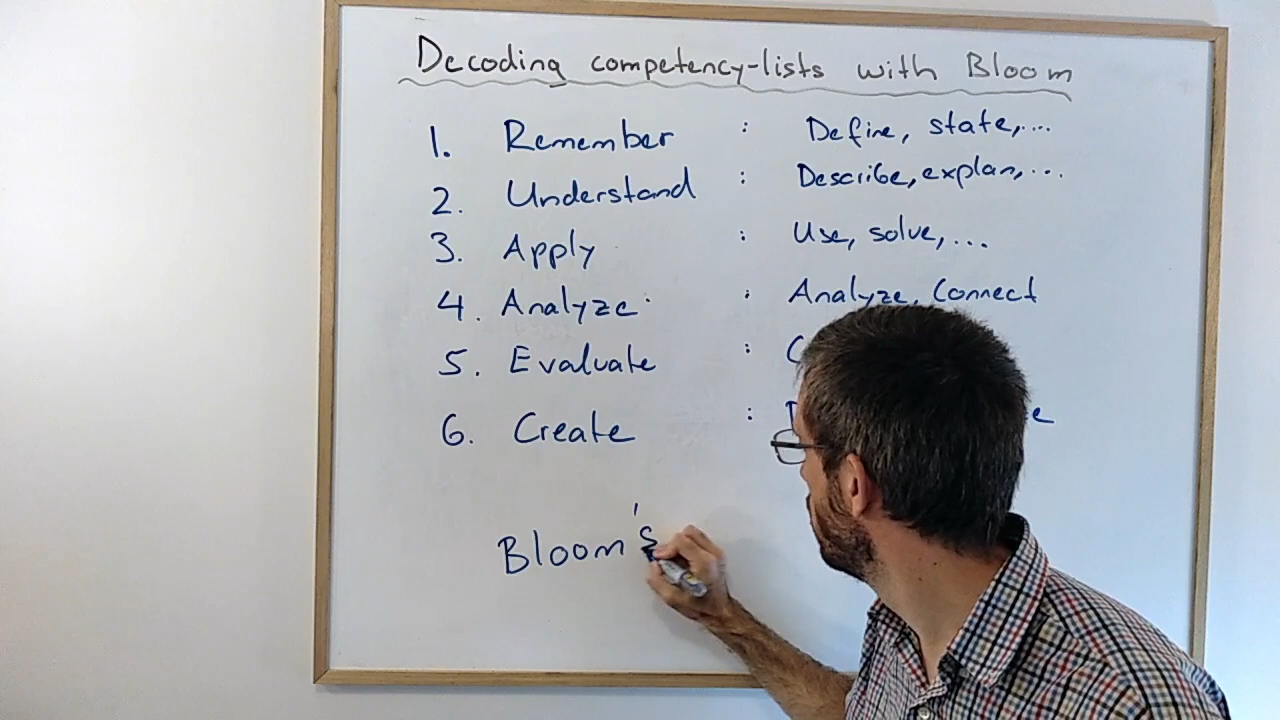 Decoding competency-lists with Bloom
1. Remember : Define, state,...
2. Understand : Describe, explan,...
3. Apply : Use, solve,...
4. Analyze : Analyze, Connect
5. Evaluate :
6. Create :
Bloom's